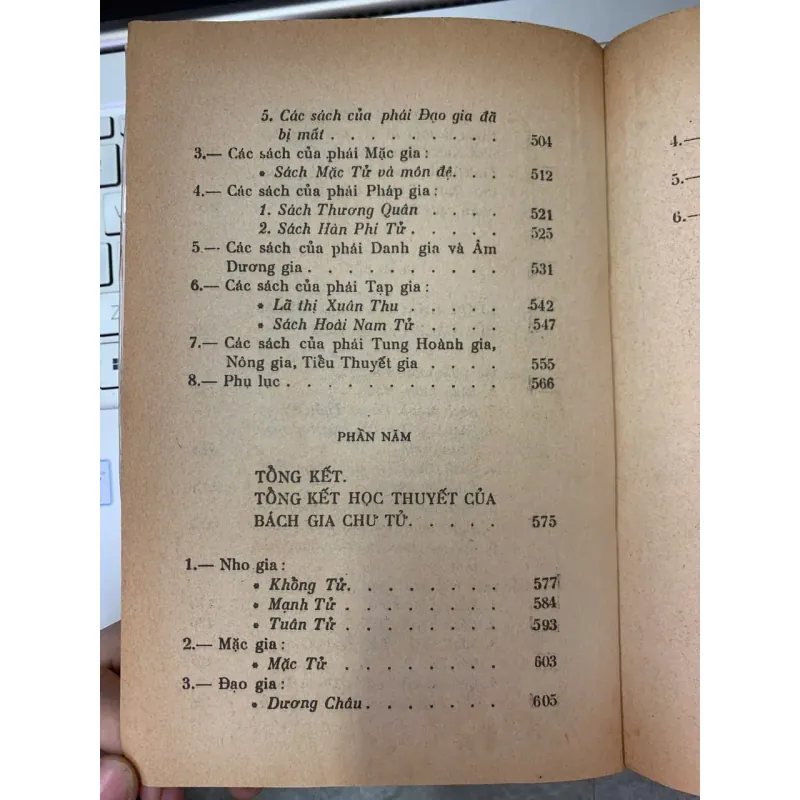 5. Các sách của phái Đạo gia đã
bị mất . . . . . . . . . 504
3.— Các sách của phái Mặc gia :
• Sách Mặc Tử và môn đệ. . . 512
4.— Các sách của phái Pháp gia :
1. Sách Thương Quân . . . . 521
2. Sách Hàn Phi Tử . . . . . 525
5.— Các sách của phái Danh gia và Âm
Dương gia . . . . . . . . . . 531
6.— Các sách của phái Tạp gia :
• Lã thị Xuân Thu . . . . . 542
• Sách Hoài Nam Tử . . . . 547
7.— Các sách của phái Tung Hoành gia,
Nông gia, Tiểu Thuyết gia . . . . 555
8.— Phụ lục . . . . . . . . . . . 566
PHẦN NĂM
TỔNG KẾT.
TỔNG KẾT HỌC THUYẾT CỦA
BÁCH GIA CHƯ TỬ. . . . . 575
1.— Nho gia :
• Khổng Tử. . . . . . . . 577
• Mạnh Tử . . . . . . . . 584
• Tuân Tử . . . . . . . . 593
2.— Mặc gia :
• Mặc Tử . . . . . . . . 603
3.— Đạo gia :
• Dương Châu . . . . . . . 605
4.—
5.—
6.—